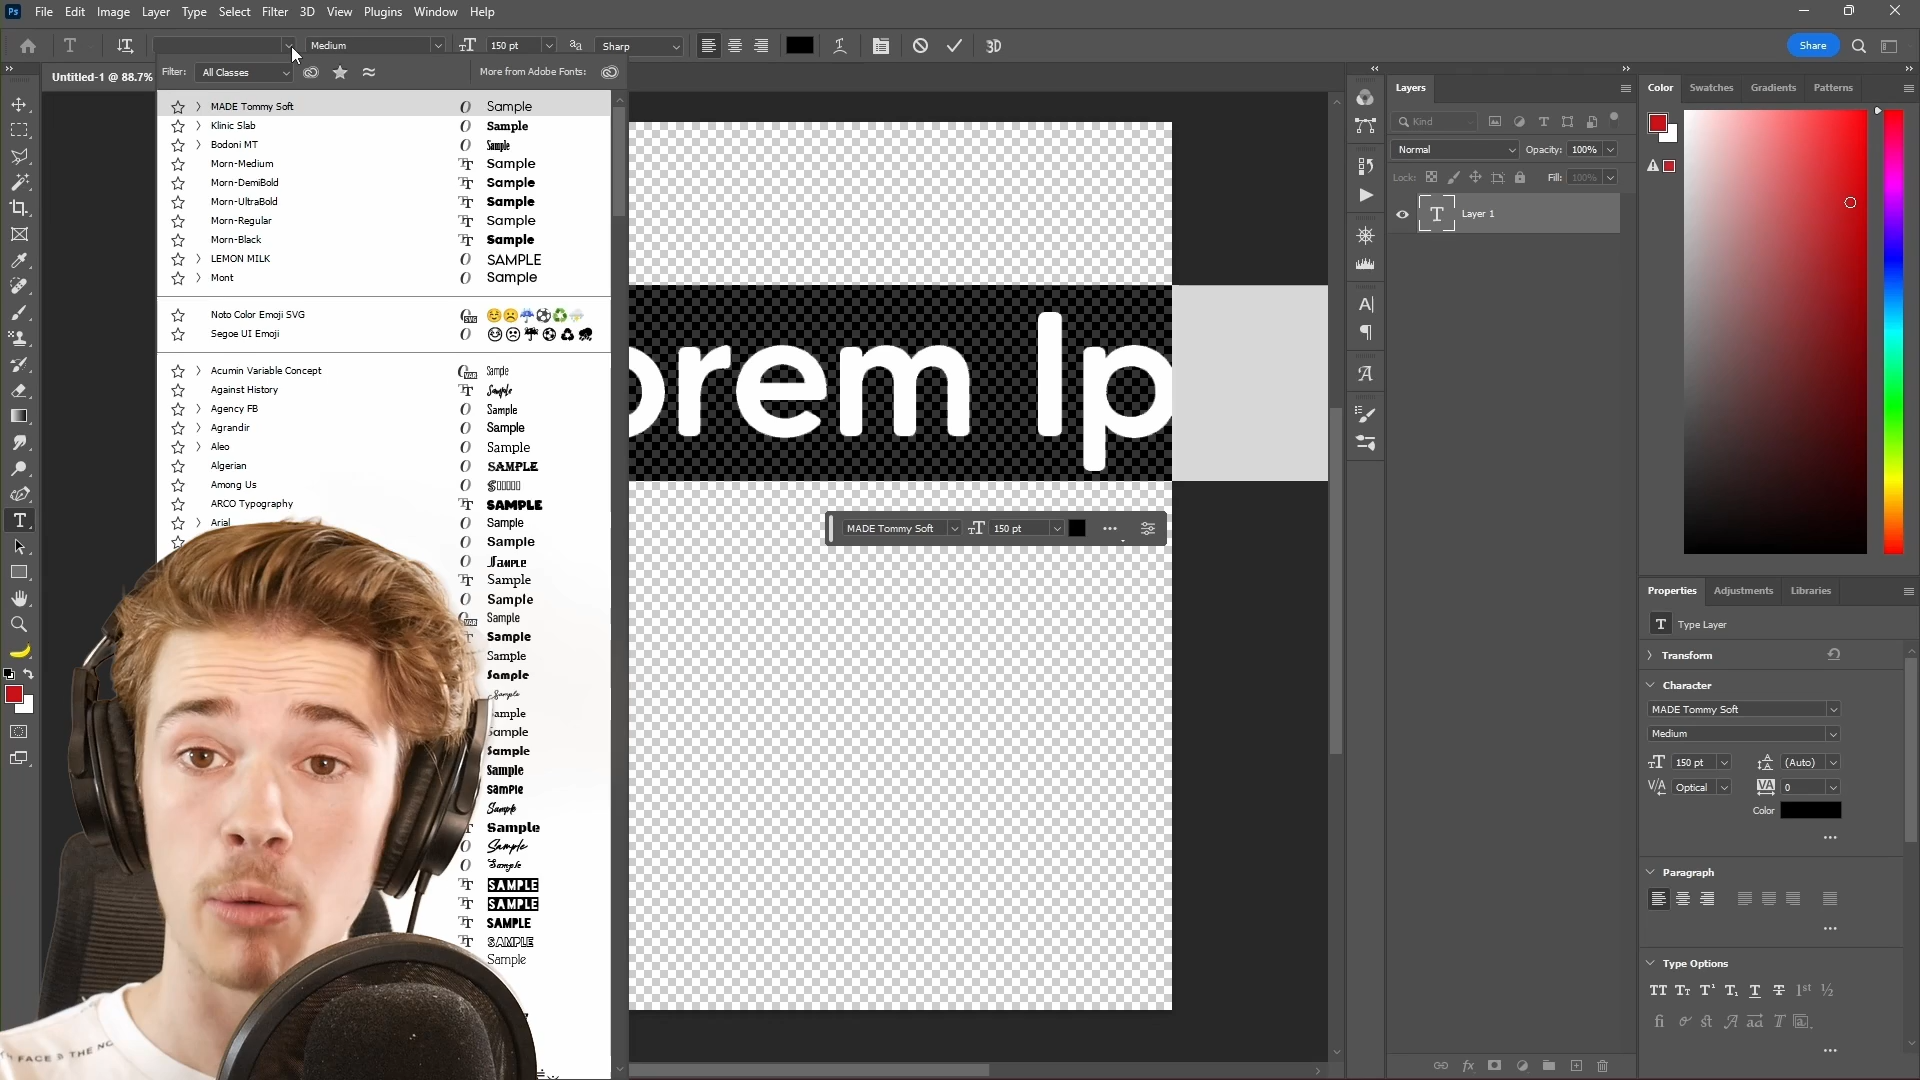 Ps File Edit Image Layer Type Select Filter 3D View Plugins Window Help
Medium 150 pt Sharp 3D Share
Filter: All Classes More from Adobe Fonts:
Untitled-1 @ 88.7%
MADE Tommy Soft Sample
Klinic Slab Sample
Bodoni MT Sample
Morn-Medium Sample
Morn-DemiBold Sample
Morn-UltraBold Sample
Morn-Regular Sample
Morn-Black Sample
LEMON MILK SAMPLE
Mont Sample
Noto Color Emoji SVG
Segoe UI Emoji
Acumin Variable Concept Sample
Against History Sample
Agency FB Sample
Agrandir Sample
Aleo Sample
Algerian SAMPLE
Among Us
ARCO Typography SAMPLE
Arial Sample
Sample
Sample
Sample
Sample
Sample
Sample
Sample
Sample
Sample
ample
ample
Sample
Sample
Sample
Sample
Sample
Sample
Sample
SAMPLE
SAMPLE
SAMPLE
SAMPLE
Sample
orem Ip
MADE Tommy Soft 150 pt
FACE
THE NO
Layers
Kind
Normal Opacity: 100%
Lock: Fill: 100%
Layer 1
Color Swatches Gradients Patterns
Properties Adjustments Libraries
Type Layer
Transform
Character
MADE Tommy Soft
Medium
150 pt (Auto)
Optical 0
Color
Paragraph
Type Options